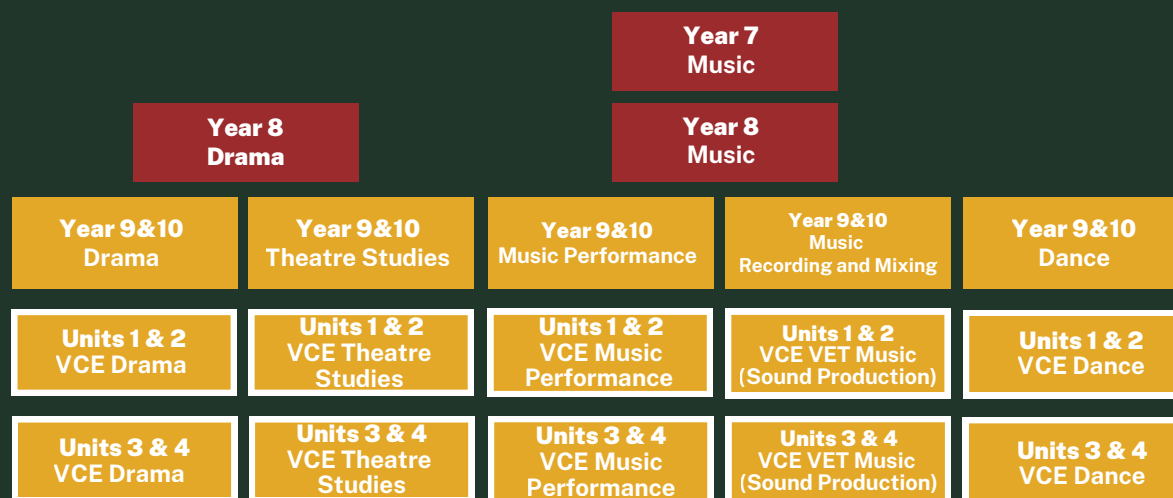 Year 7
Music
Year 8
Drama
Year 8
Music
Year 9&10
Drama
Year 9&10
Theatre Studies
Year 9&10
Music Performance
Year 9&10
Music
Recording and Mixing
Year 9&10
Dance
Units 1 & 2
VCE Drama
Units 1 & 2
VCE Theatre
Studies
Units 1 & 2
VCE Music
Performance
Units 1 & 2
VCE VET Music
(Sound Production)
Units 1 & 2
VCE Dance
Units 3 & 4
VCE Drama
Units 3 & 4
VCE Theatre
Studies
Units 3 & 4
VCE Music
Performance
Units 3 & 4
VCE VET Music
(Sound Production)
Units 3 & 4
VCE Dance